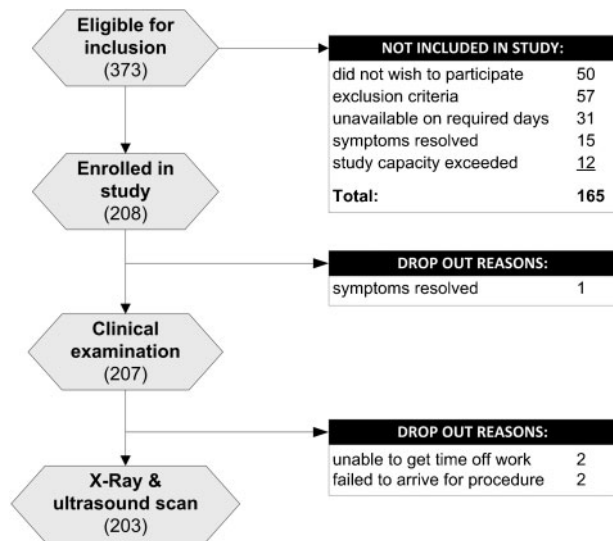 Eligible for
inclusion
(373)
NOT INCLUDED IN STUDY:
did not wish to participate 50
exclusion criteria 57
unavailable on required days 31
symptoms resolved 15
study capacity exceeded 12
Total: 165
Enrolled in
study
(208)
DROP OUT REASONS:
symptoms resolved 1
Clinical
examination
(207)
DROP OUT REASONS:
unable to get time off work 2
failed to arrive for procedure 2
X-Ray &
ultrasound scan
(203)